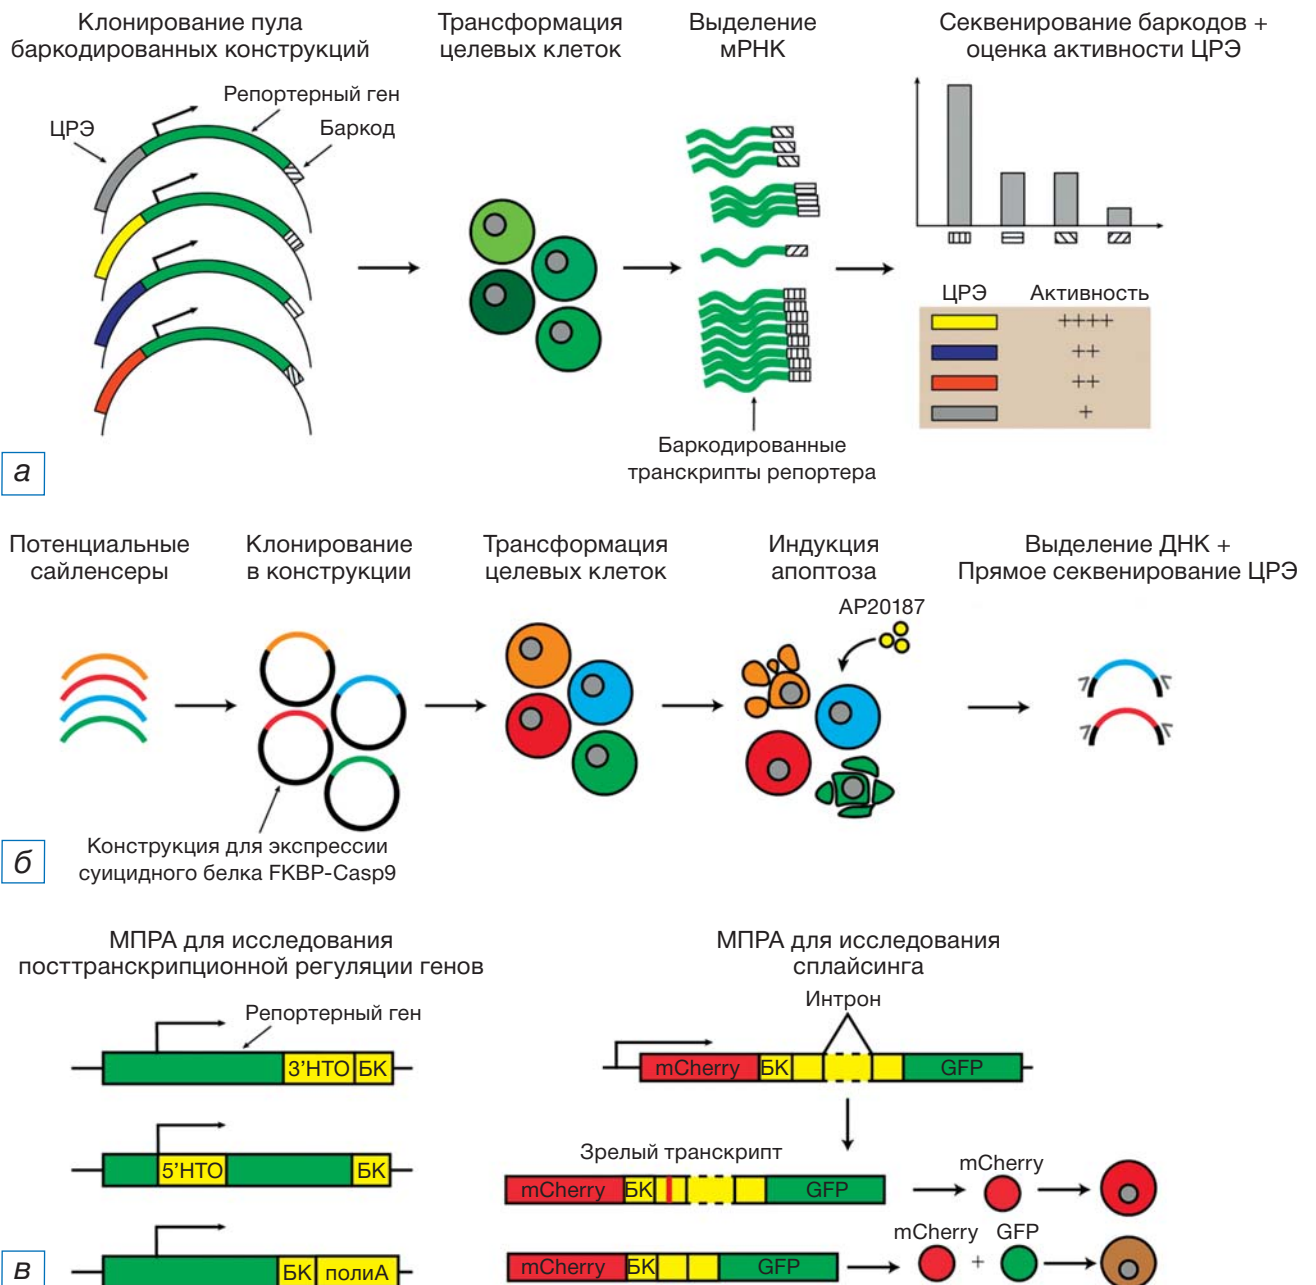 Клонирование пула
баркодированных конструкций
Трансформация
целевых клеток
Выделение
мРНК
Секвенирование баркодов +
оценка активности ЦРЭ
Репортерный ген
ЦРЭ
Баркод
ЦРЭ
Активность
++++
++
++
+
Баркодированные
транскрипты репортера
а
Потенциальные
сайленсеры
Клонирование
в конструкции
Трансформация
целевых клеток
Индукция
апоптоза
Выделение ДНК +
Прямое секвенирование ЦРЭ
AP20187
Конструкция для экспрессии
суицидного белка FKBP-Casp9
б
МПРА для исследования
посттранскрипционной регуляции генов
МПРА для исследования
сплайсинга
Репортерный ген
3’НТО БК
5’НТО БК
БК полиА
Интрон
mCherry БК GFP
Зрелый транскрипт
mCherry БК GFP
mCherry
mCherry БК GFP
mCherry + GFP
в